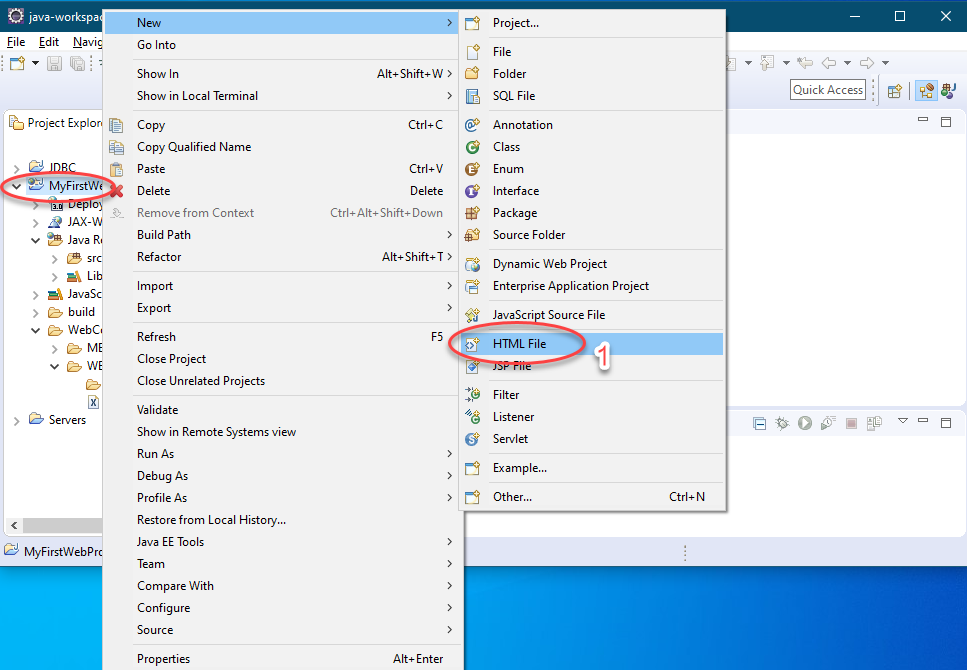 java-workspac
File Edit Navig
Quick Access
Project Explor
JDBC
MyFirstWe
Deploy
JAX-W
Java Re
src
Lib
JavaSc
build
WebCo
ME
WE
Servers
MyFirstWebPro
New
Go Into
Show In Alt+Shift+W
Show in Local Terminal
Copy Ctrl+C
Copy Qualified Name
Paste Ctrl+V
Delete Delete
Remove from Context Ctrl+Alt+Shift+Down
Build Path
Refactor Alt+Shift+T
Import
Export
Refresh F5
Close Project
Close Unrelated Projects
Validate
Show in Remote Systems view
Run As
Debug As
Profile As
Restore from Local History...
Java EE Tools
Team
Compare With
Configure
Source
Properties Alt+Enter
Project...
File
Folder
SQL File
Annotation
Class
Enum
Interface
Package
Source Folder
Dynamic Web Project
Enterprise Application Project
JavaScript Source File
HTML File
1
JSP File
Filter
Listener
Servlet
Example...
Other... Ctrl+N